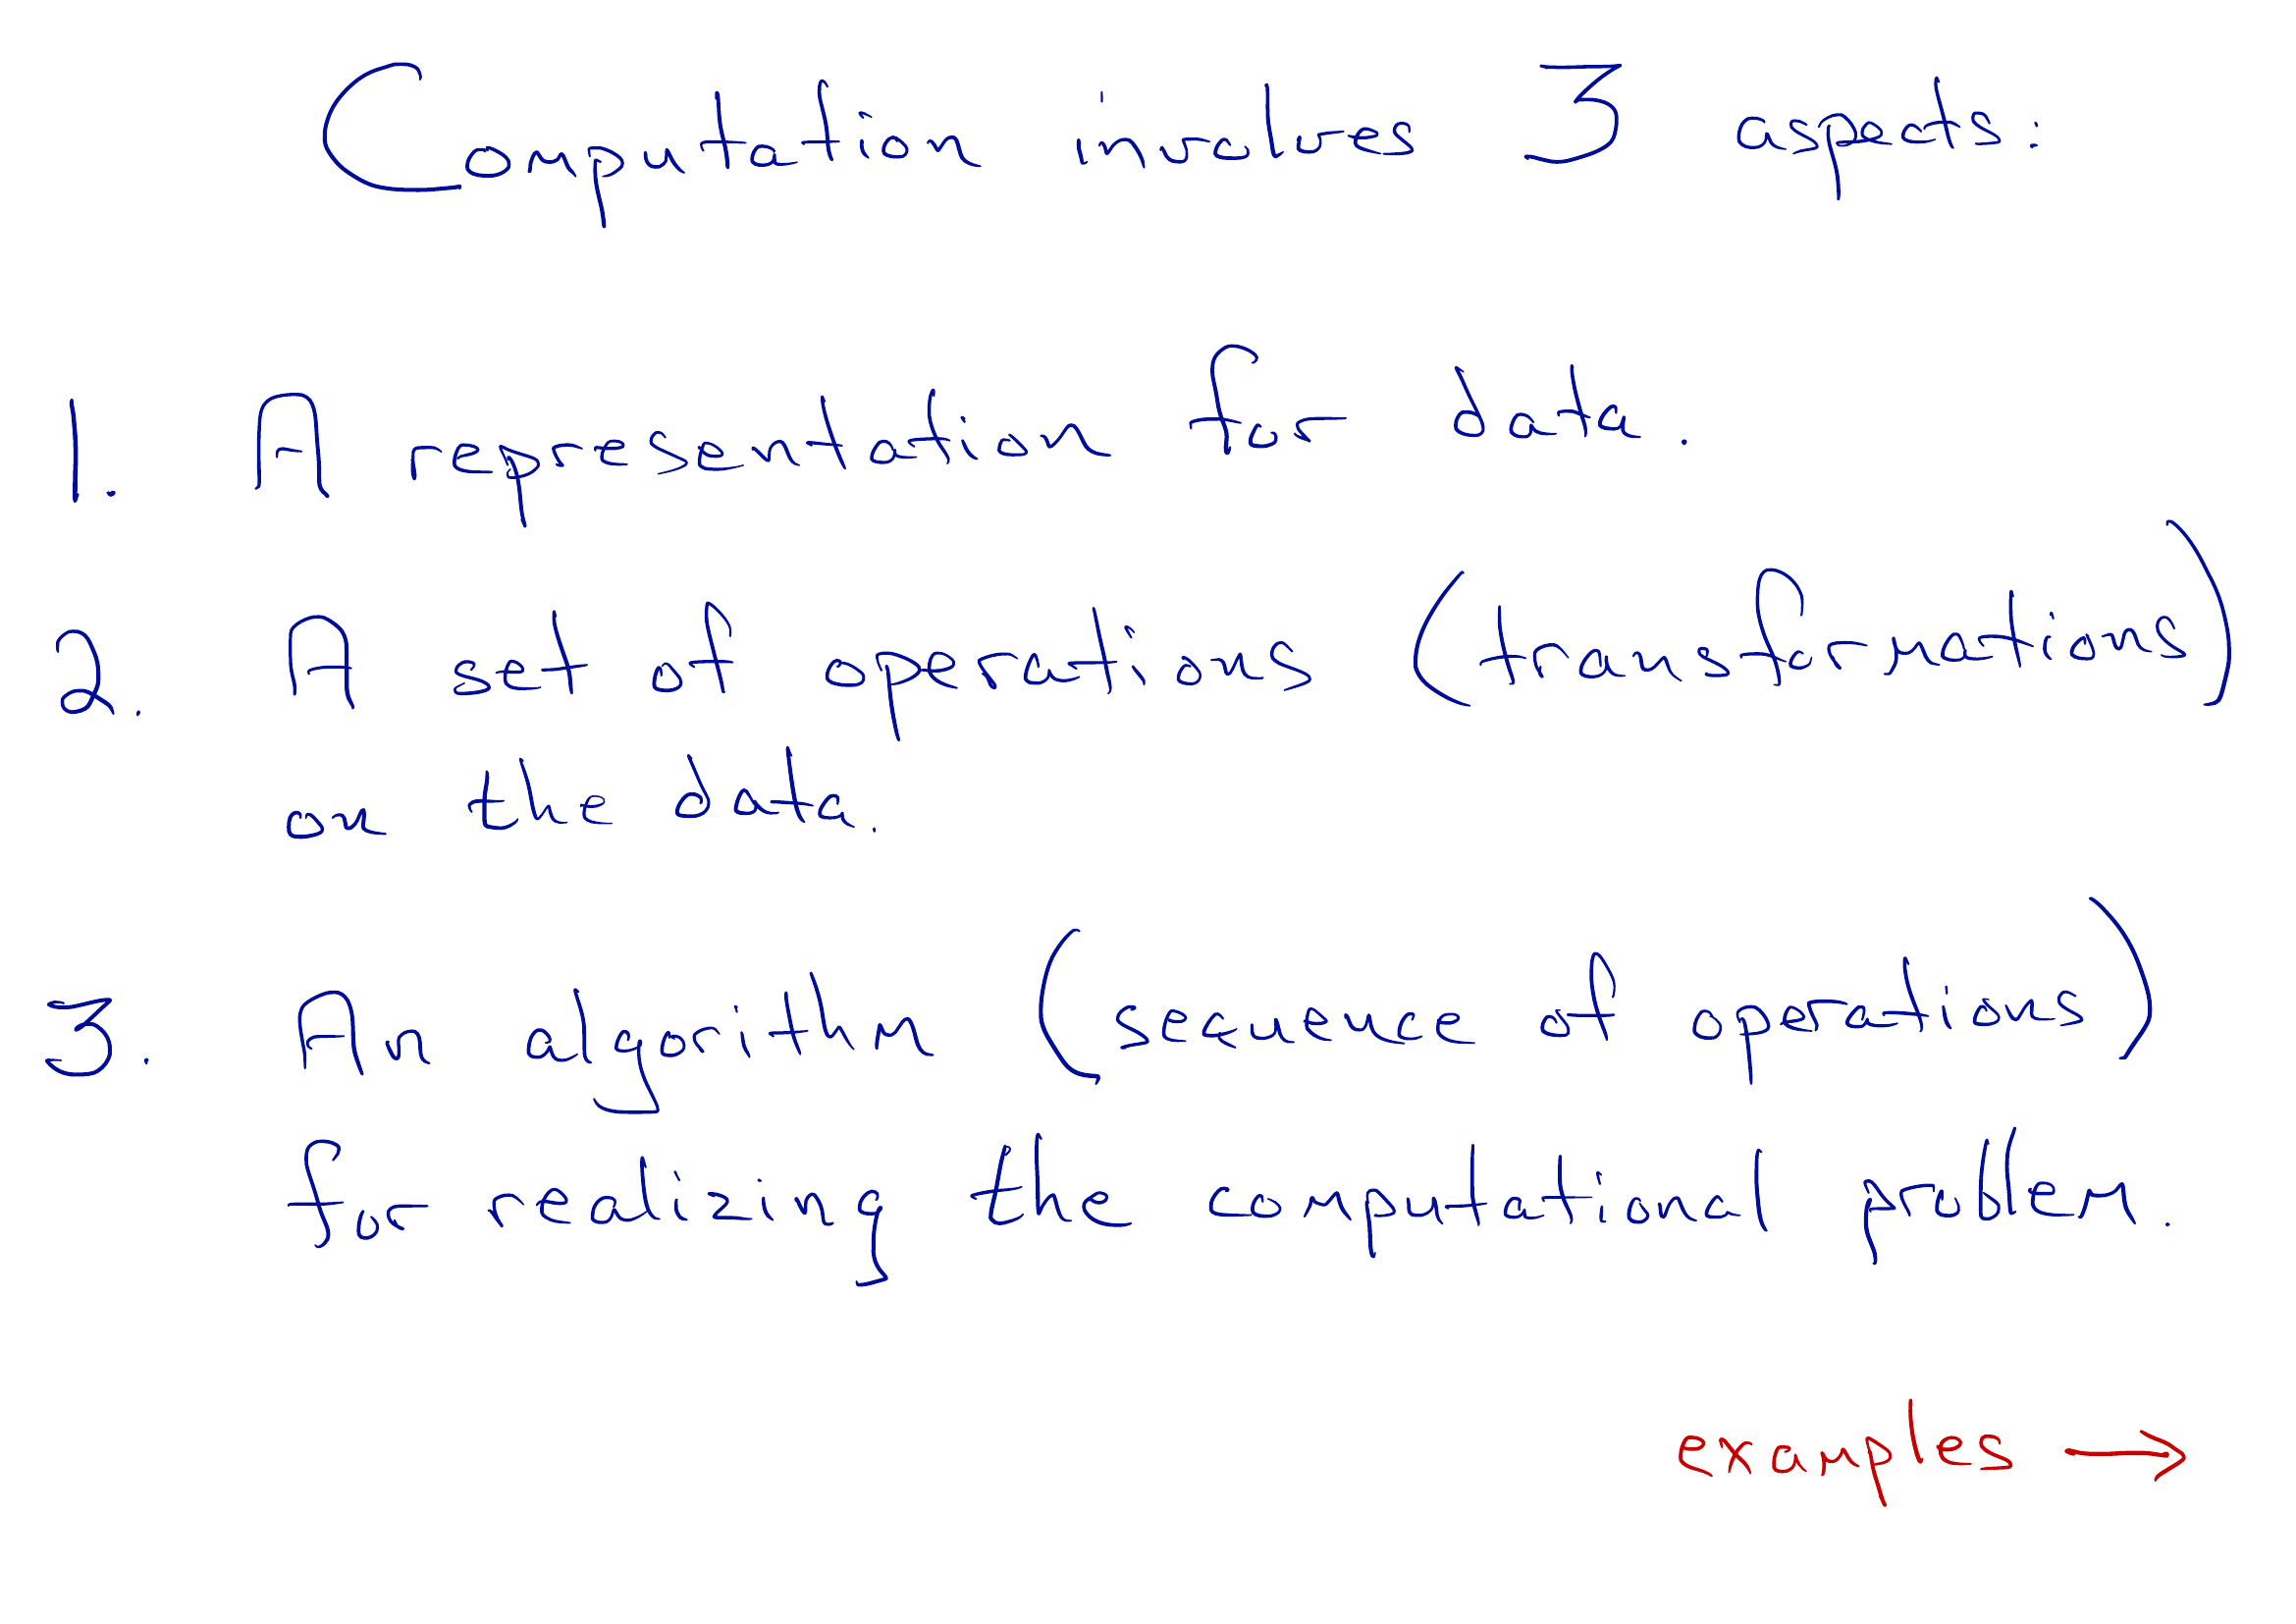 Computation involves 3 aspects:
1. A representation for data.
2. A set of operations (transformations)
on the data.
3. An algorithm (sequence of operations)
for realizing the computational problem.
examples →